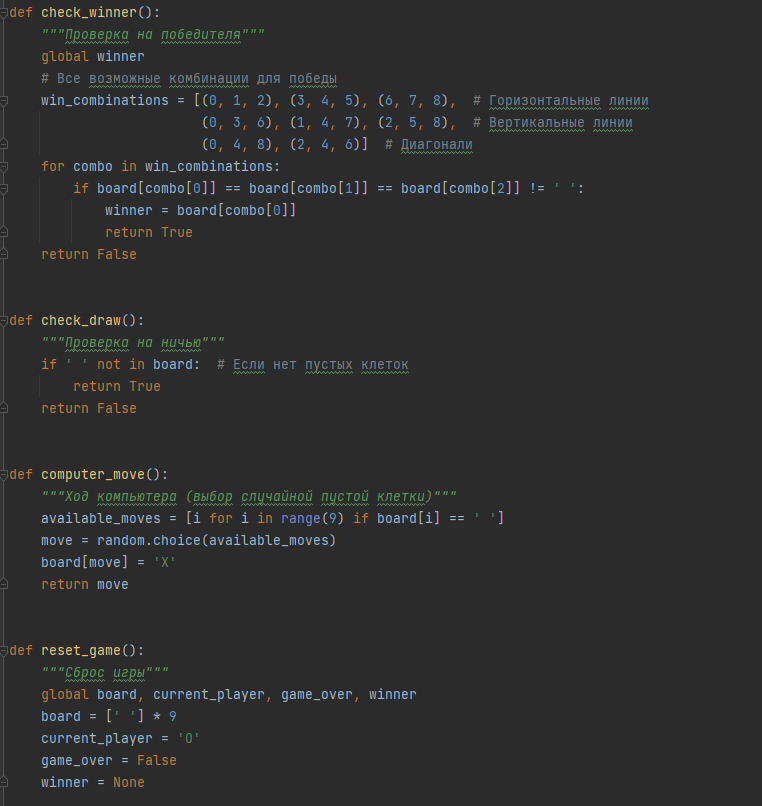 def check_winner():
    """Проверка на победителя"""
    global winner
    # Все возможные комбинации для победы
    win_combinations = [(0, 1, 2), (3, 4, 5), (6, 7, 8),  # Горизонтальные линии
                        (0, 3, 6), (1, 4, 7), (2, 5, 8),  # Вертикальные линии
                        (0, 4, 8), (2, 4, 6)]  # Диагонали
    for combo in win_combinations:
        if board[combo[0]] == board[combo[1]] == board[combo[2]] != ' ':
            winner = board[combo[0]]
            return True
    return False
def check_draw():
    """Проверка на ничью"""
    if ' ' not in board:  # Если нет пустых клеток
        return True
    return False
def computer_move():
    """Ход компьютера (выбор случайной пустой клетки)"""
    available_moves = [i for i in range(9) if board[i] == ' ']
    move = random.choice(available_moves)
    board[move] = 'X'
    return move
def reset_game():
    """Сброс игры"""
    global board, current_player, game_over, winner
    board = [' '] * 9
    current_player = 'O'
    game_over = False
    winner = None